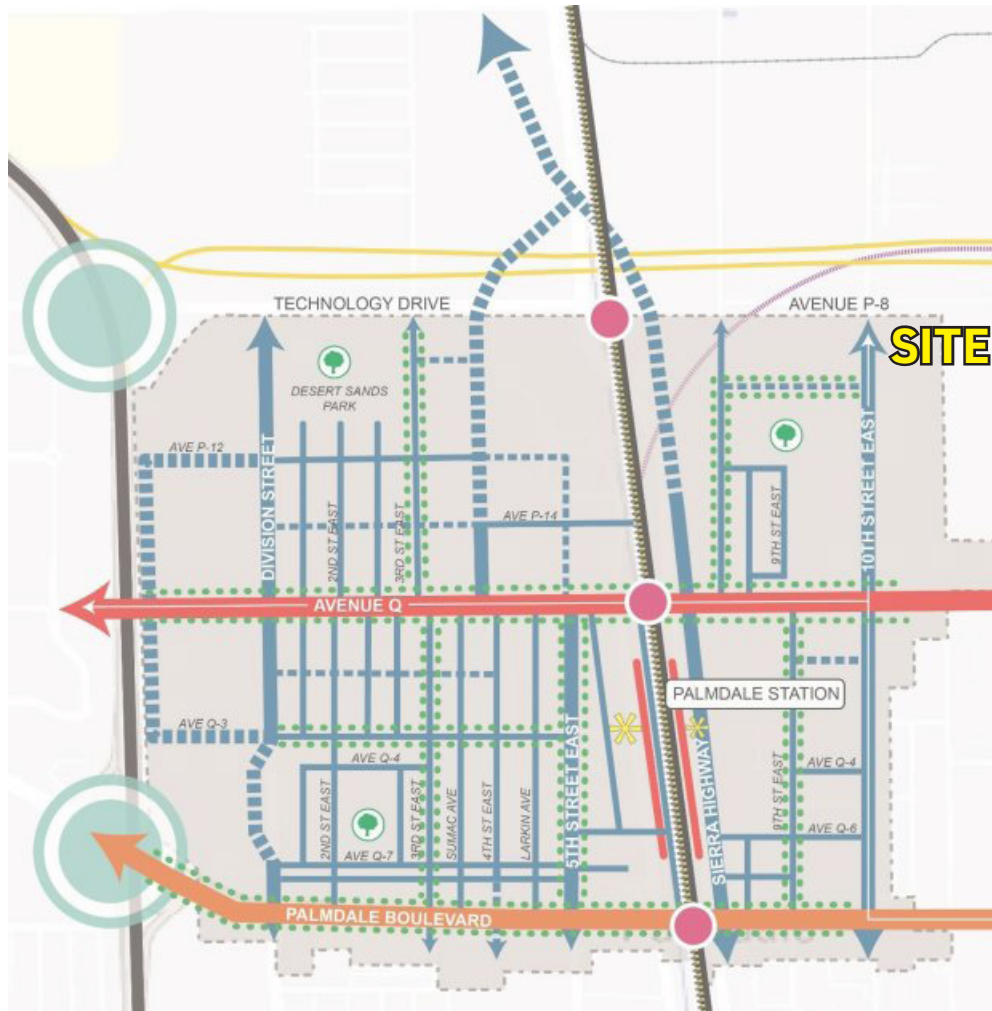 TECHNOLOGY DRIVE
AVENUE P-8
SITE
DESERT SANDS
PARK
AVE P-12
DIVISION STREET
2ND ST EAST
3RD ST EAST
AVE P-14
9TH ST EAST
10TH STREET EAST
AVENUE Q
PALMDALE STATION
AVE Q-3
AVE Q-4
2ND ST EAST
3RD ST EAST
SUMAC AVE
4TH ST EAST
LARKIN AVE
5TH STREET EAST
SIERRA HIGHWAY
9TH ST EAST
AVE Q-4
AVE Q-6
AVE Q-7
PALMDALE BOULEVARD